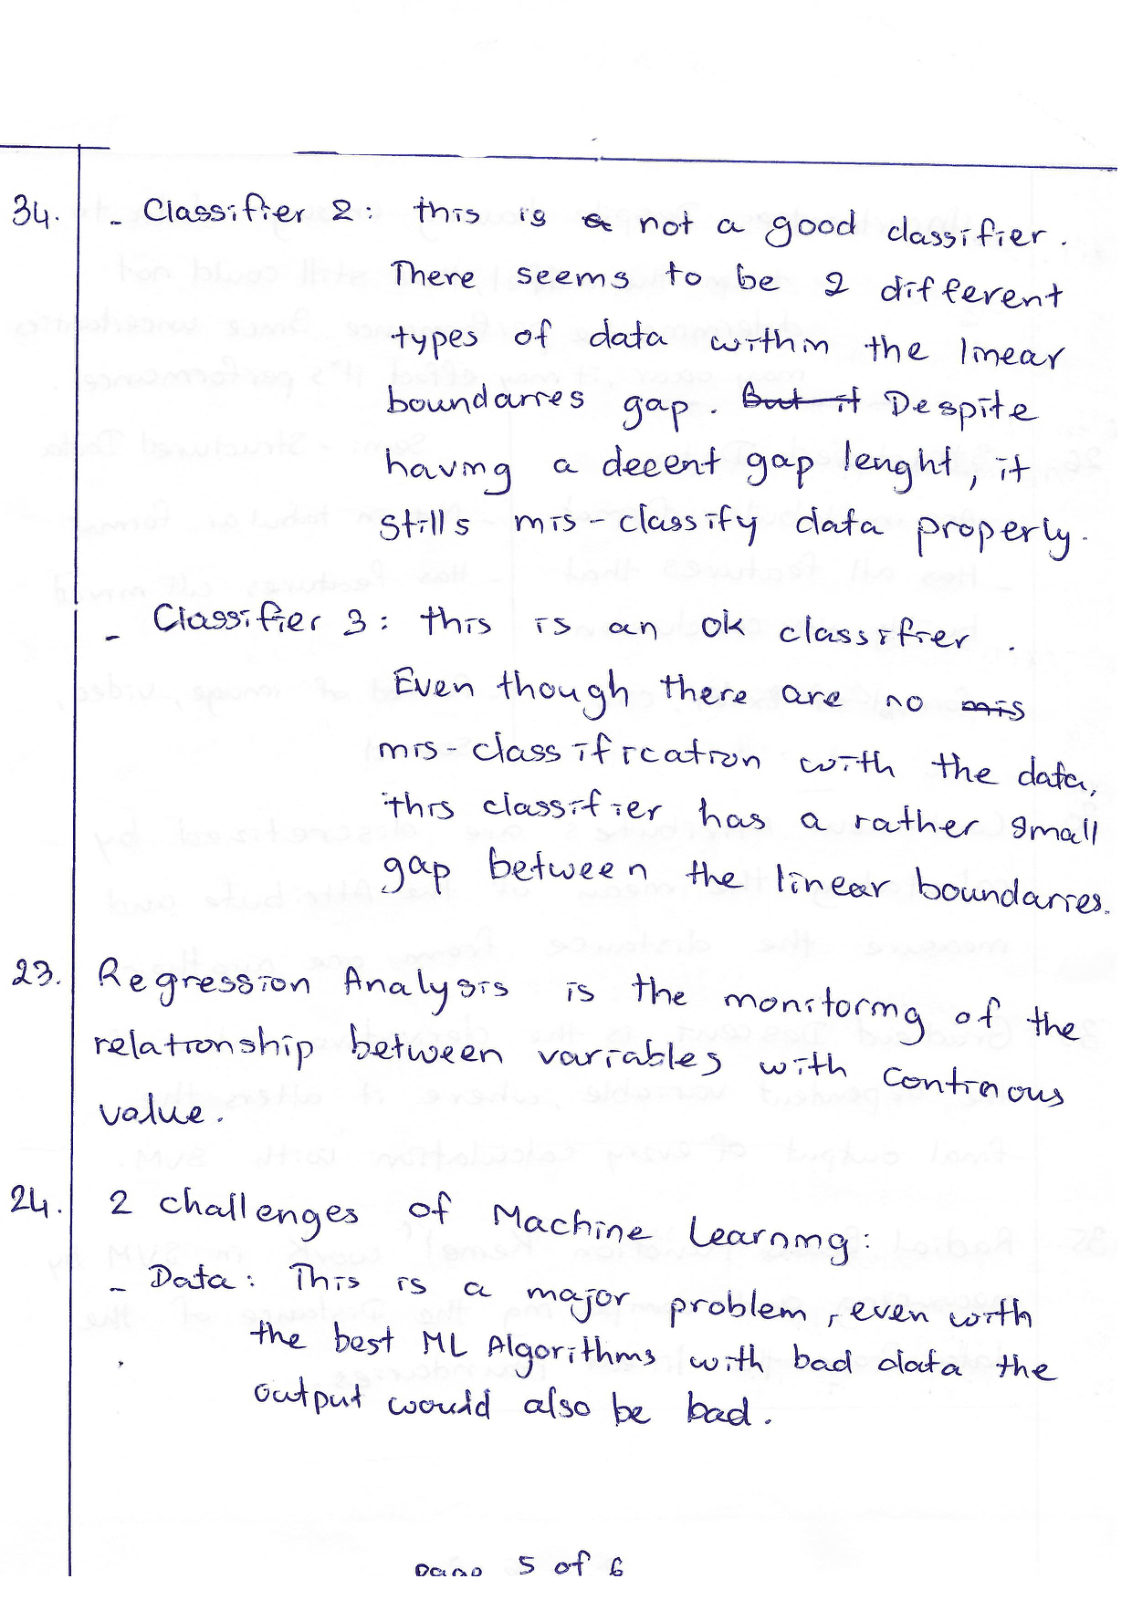 34. - Classifier 2: this is a not a good classifier.
There seems to be 2 different
types of data within the linear
boundaries gap. But it Despite
having a decent gap lenght, it
still's mis-classify data properly.
- Classifier 3: this is an ok classifier.
Even though there are no mis
mis-classification with the data,
this classifier has a rather small
gap between the linear boundaries.
23. Regression Analysis is the monitoring of the
relationship between variables with continous
value.
24. 2 challenges of Machine Learning:
- Data: This is a major problem, even with
the best ML Algorithms with bad data the
output would also be bad.
page 5 of 6